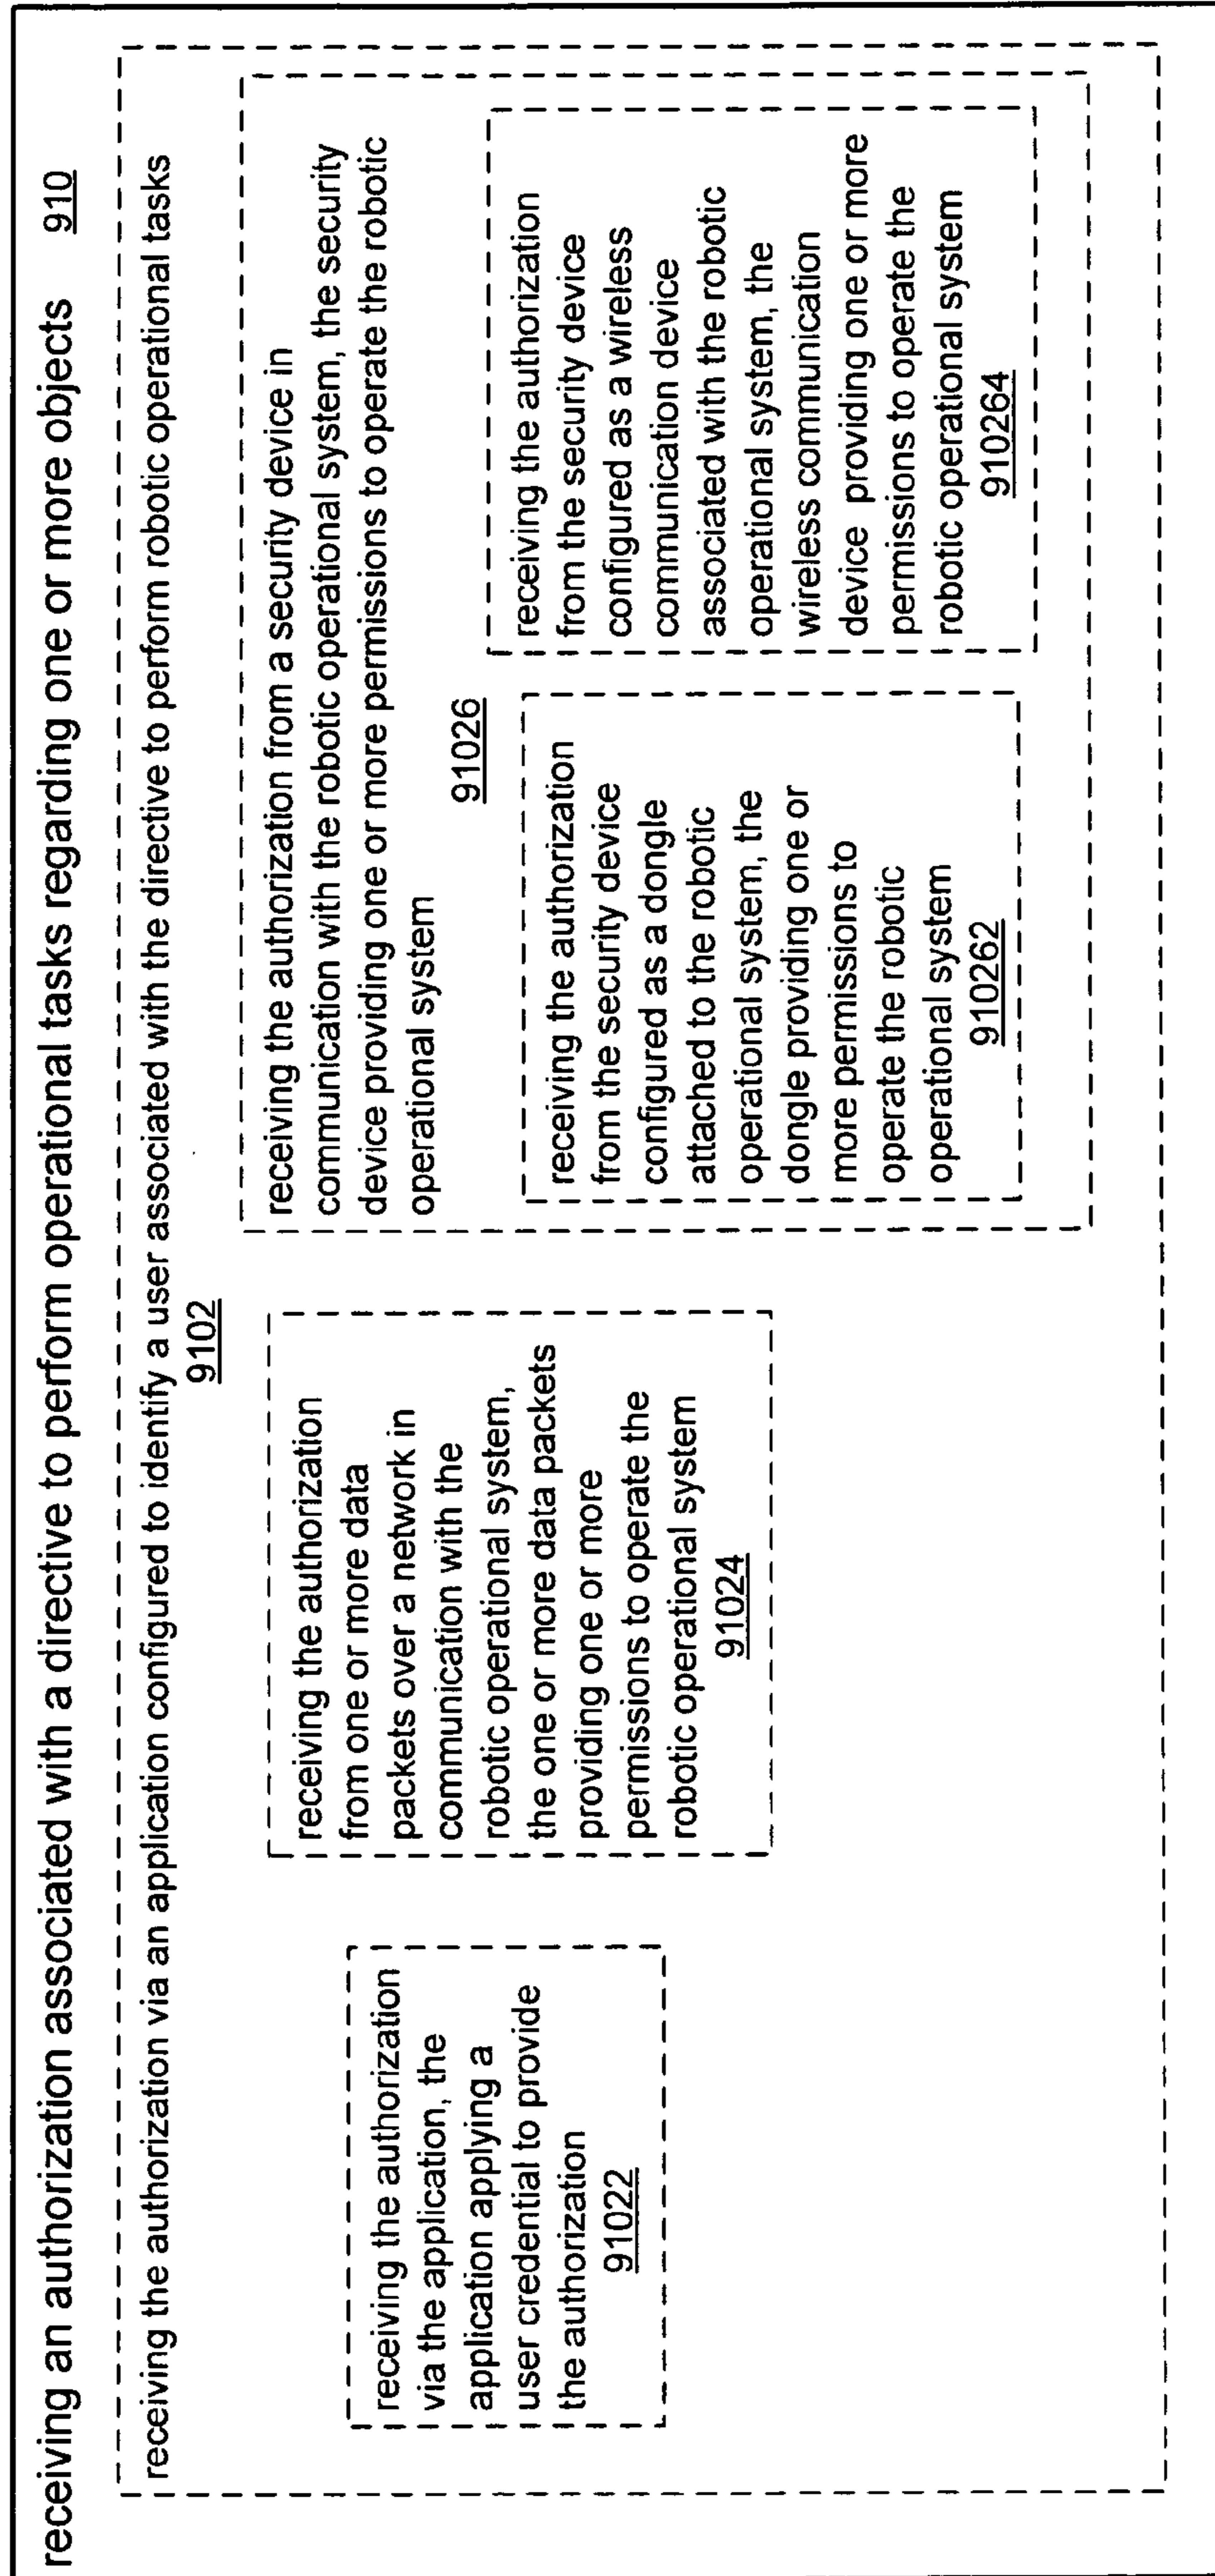 receiving an authorization associated with a directive to perform operational tasks regarding one or more objects 910
receiving the authorization via an application configured to identify a user associated with the directive to perform robotic operational tasks
9102
receiving the authorization
via the application, the
application applying a
user credential to provide
the authorization
91022
receiving the authorization
from one or more data
packets over a network in
communication with the
robotic operational system,
the one or more data packets
providing one or more
permissions to operate the
robotic operational system
91024
receiving the authorization from a security device in
communication with the robotic operational system, the security
device providing one or more permissions to operate the robotic
operational system
91026
receiving the authorization
from the security device
configured as a dongle
attached to the robotic
operational system, the
dongle providing one or
more permissions to
operate the robotic
operational system
910262
receiving the authorization
from the security device
configured as a wireless
communication device
associated with the robotic
operational system, the
wireless communication
device providing one or more
permissions to operate the
robotic operational system
910264